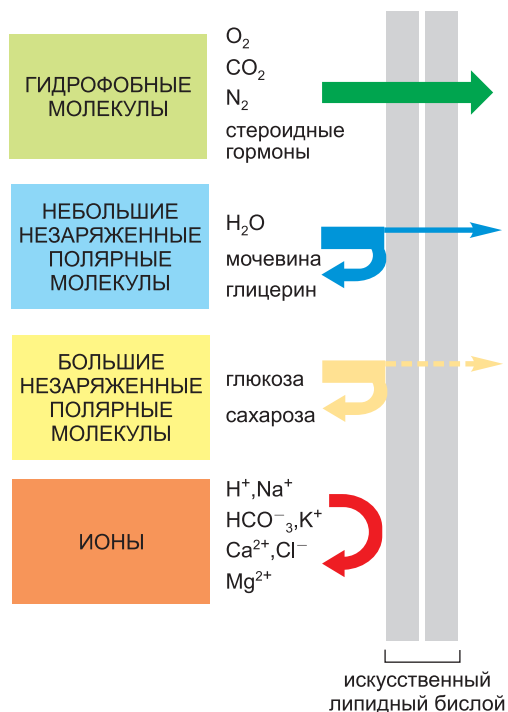 ГИДРОФОБНЫЕ
МОЛЕКУЛЫ
O₂
CO₂
N₂
стероидные
гормоны
НЕБОЛЬШИЕ
НЕЗАРЯЖЕННЫЕ
ПОЛЯРНЫЕ
МОЛЕКУЛЫ
H₂O
мочевина
глицерин
БОЛЬШИЕ
НЕЗАРЯЖЕННЫЕ
ПОЛЯРНЫЕ
МОЛЕКУЛЫ
глюкоза
сахароза
ИОНЫ
H⁺,Na⁺
HCO⁻₃,K⁺
Ca²⁺,Cl⁻
Mg²⁺
искусственный
липидный бислой